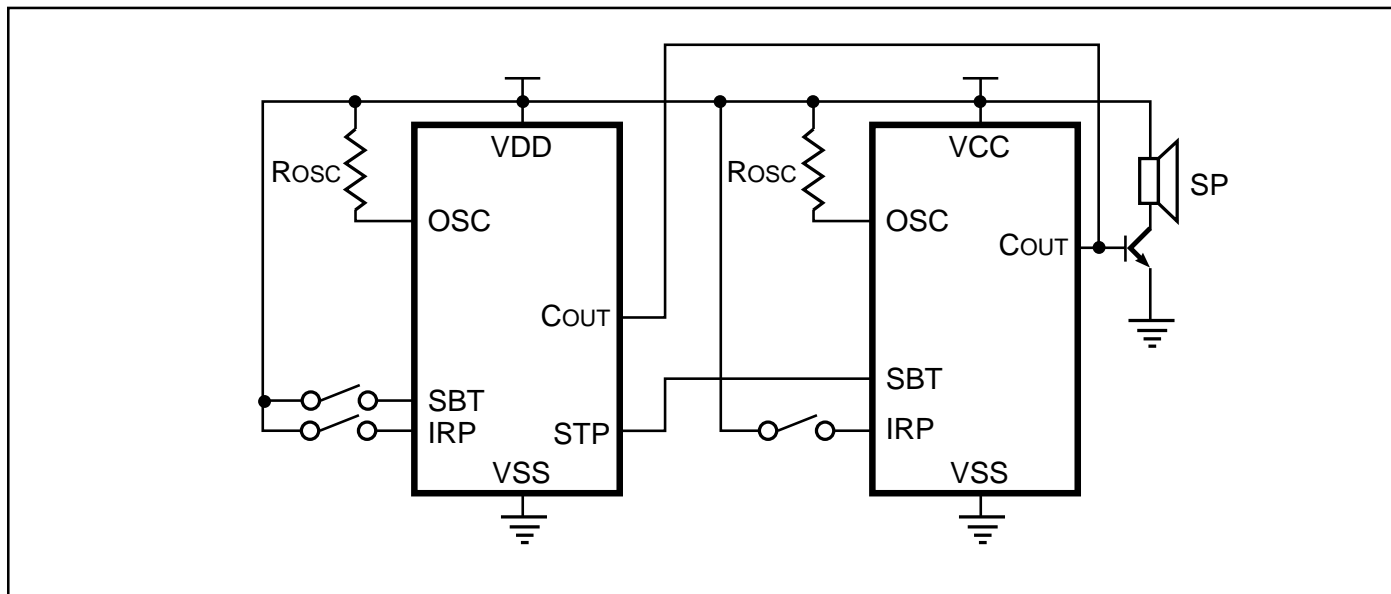 VDD
ROSC
OSC
COUT
SBT
IRP
STP
VSS
VCC
ROSC
OSC
COUT
SBT
IRP
VSS
SP